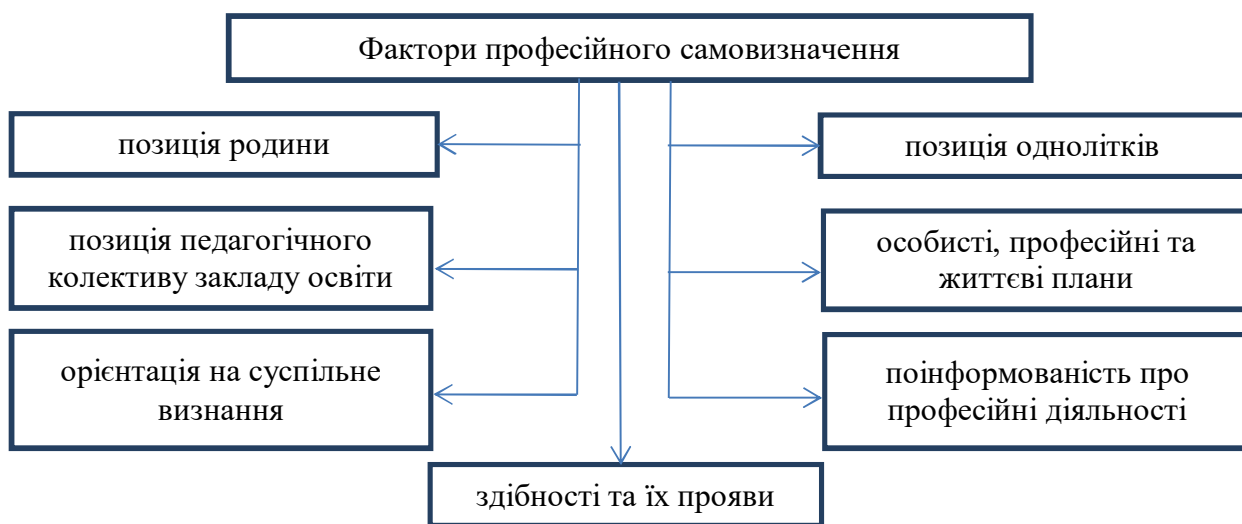 Фактори професійного самовизначення
позиція родини
позиція однолітків
позиція педагогічного
колективу закладу освіти
особисті, професійні та
життєві плани
орієнтація на суспільне
визнання
поінформованість про
професійні діяльності
здібності та їх прояви